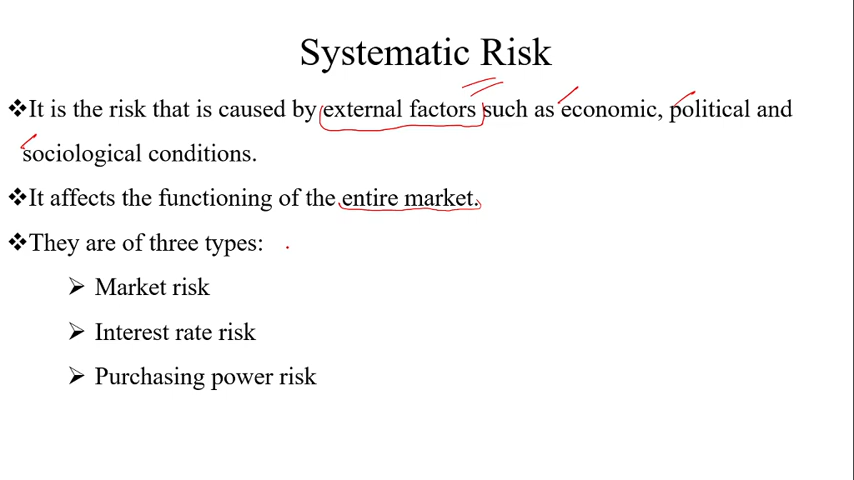 Systematic Risk
❖It is the risk that is caused by external factors such as economic, political and
sociological conditions.
❖It affects the functioning of the entire market.
❖They are of three types:
➢ Market risk
➢ Interest rate risk
➢ Purchasing power risk